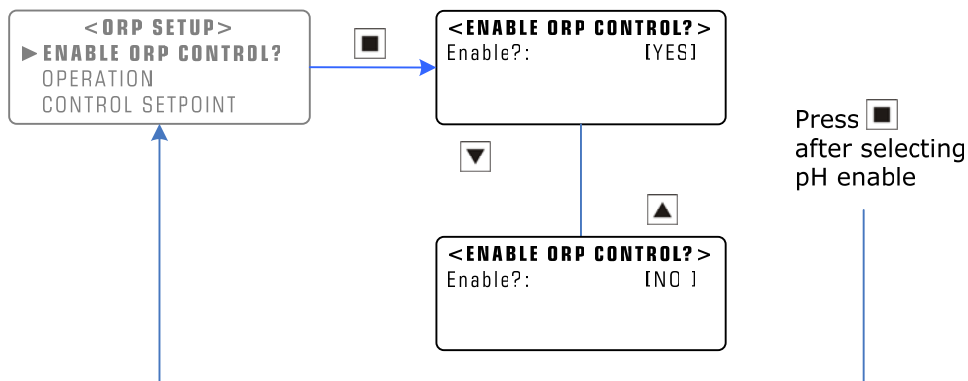 <ORP SETUP>
▶ENABLE ORP CONTROL?
OPERATION
CONTROL SETPOINT
<ENABLE ORP CONTROL?>
Enable?: [YES]
<ENABLE ORP CONTROL?>
Enable?: [NO ]
Press
after selecting
pH enable